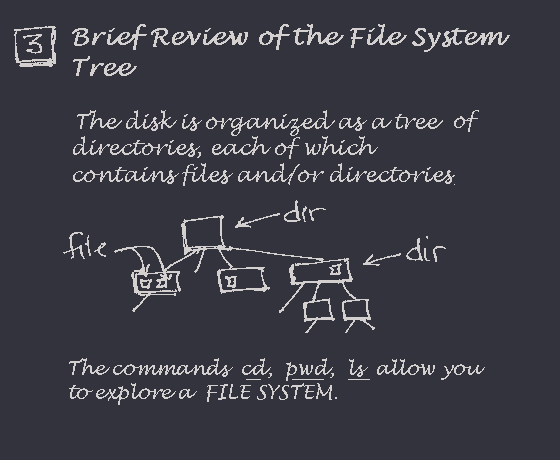 3 Brief Review of the File System
Tree
The disk is organized as a tree of
directories, each of which
contains files and/or directories.
dir
file
dir
The commands cd, pwd, ls allow you
to explore a FILE SYSTEM.